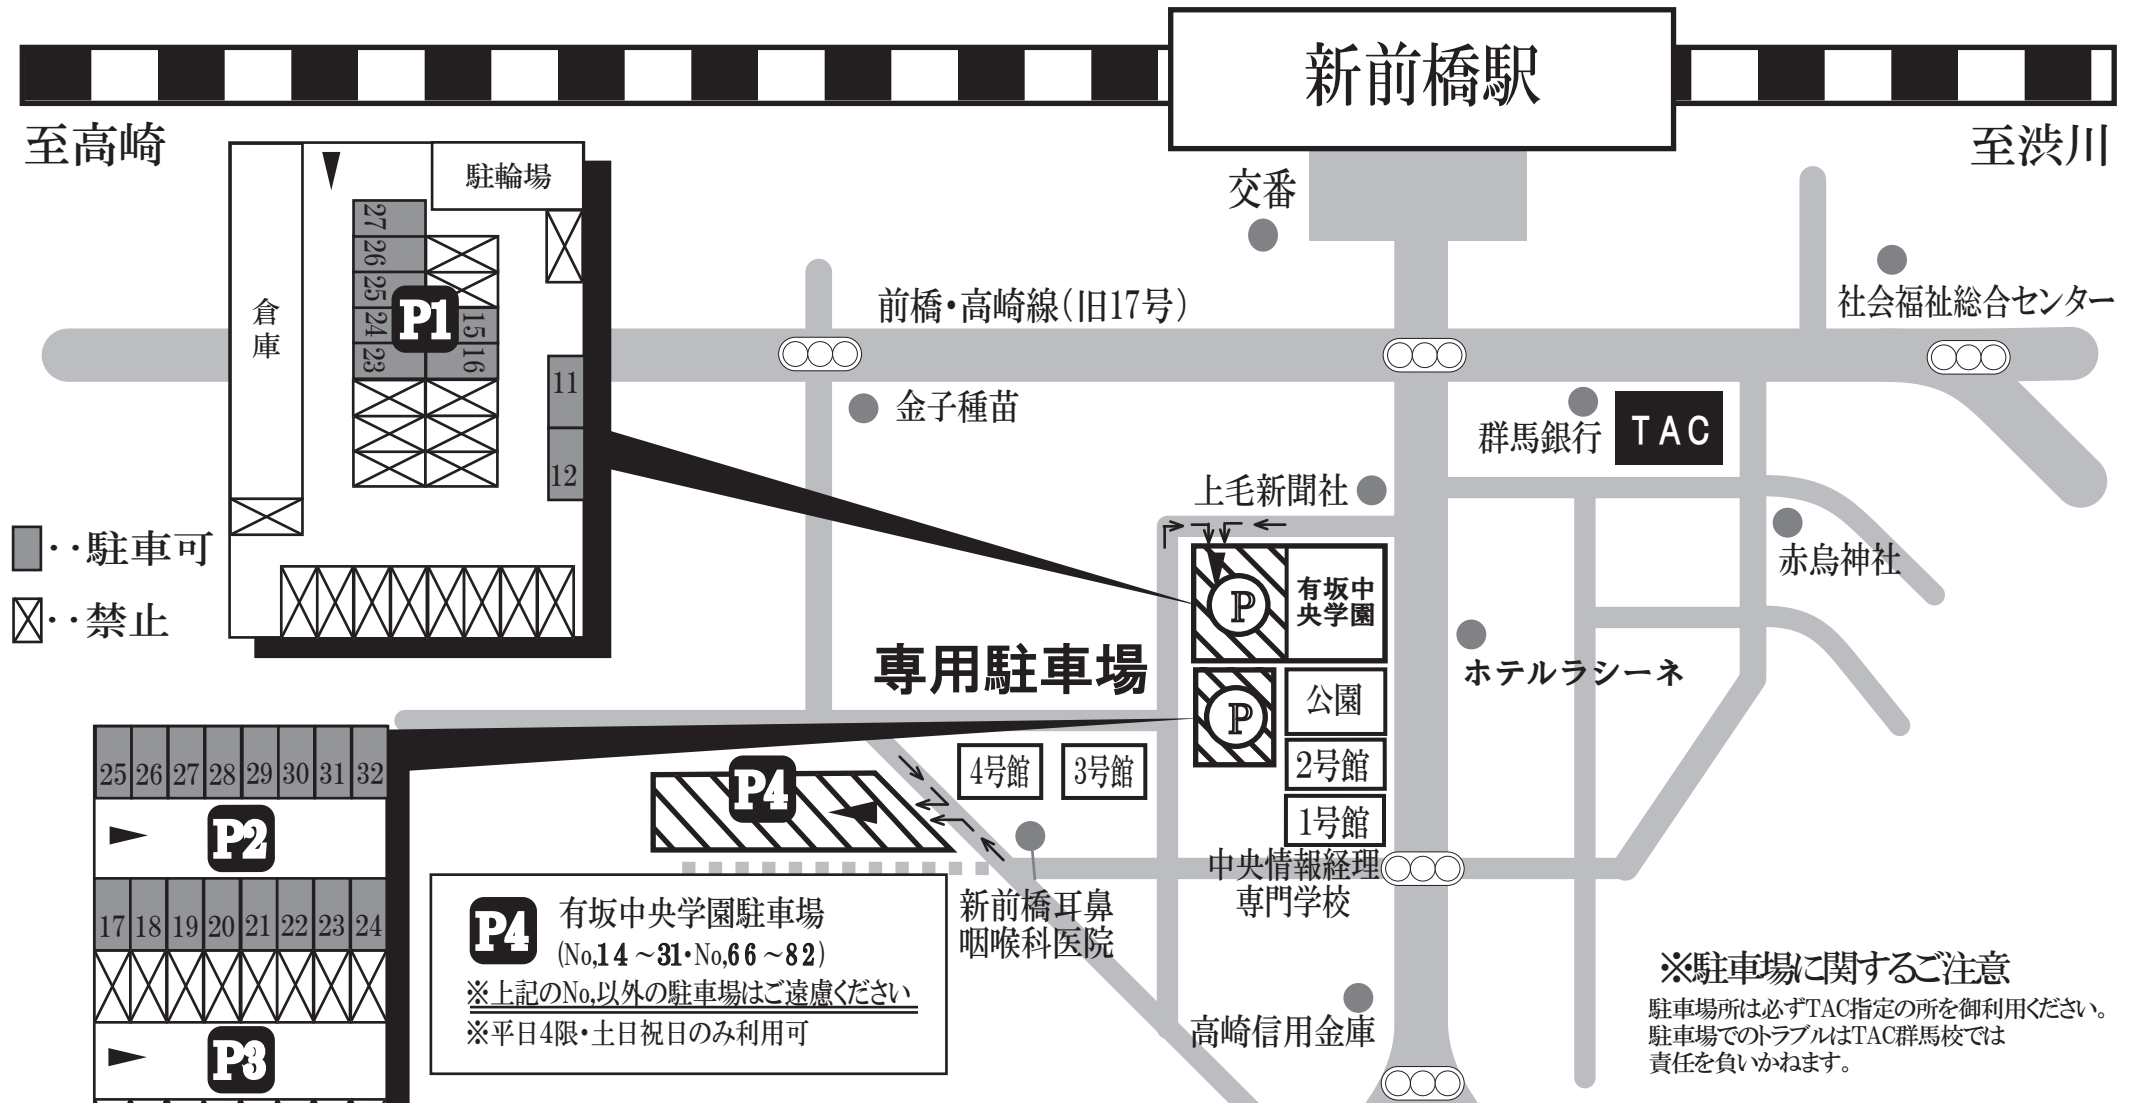 新前橋駅
至高崎
至渋川
駐輪場
倉庫
27
26
25
24
23
15
16
11
12
P1
・・駐車可
・・禁止
交番
前橋・高崎線（旧17号）
社会福祉総合センター
金子種苗
群馬銀行
TAC
上毛新聞社
赤烏神社
有坂中
央学園
P
専用駐車場
ホテルラシーネ
公園
P
2号館
1号館
4号館
3号館
中央情報経理
専門学校
P4
25 26 27 28 29 30 31 32
P2
17 18 19 20 21 22 23 24
P3
P4 有坂中央学園駐車場
（No,14～31・No,66～82）
※上記のNo,以外の駐車場はご遠慮ください
※平日4限・土日祝日のみ利用可
新前橋耳鼻
咽喉科医院
高崎信用金庫
※駐車場に関するご注意
駐車場所は必ずTAC指定の所を御利用ください。
駐車場でのトラブルはTAC群馬校では
責任を負いかねます。